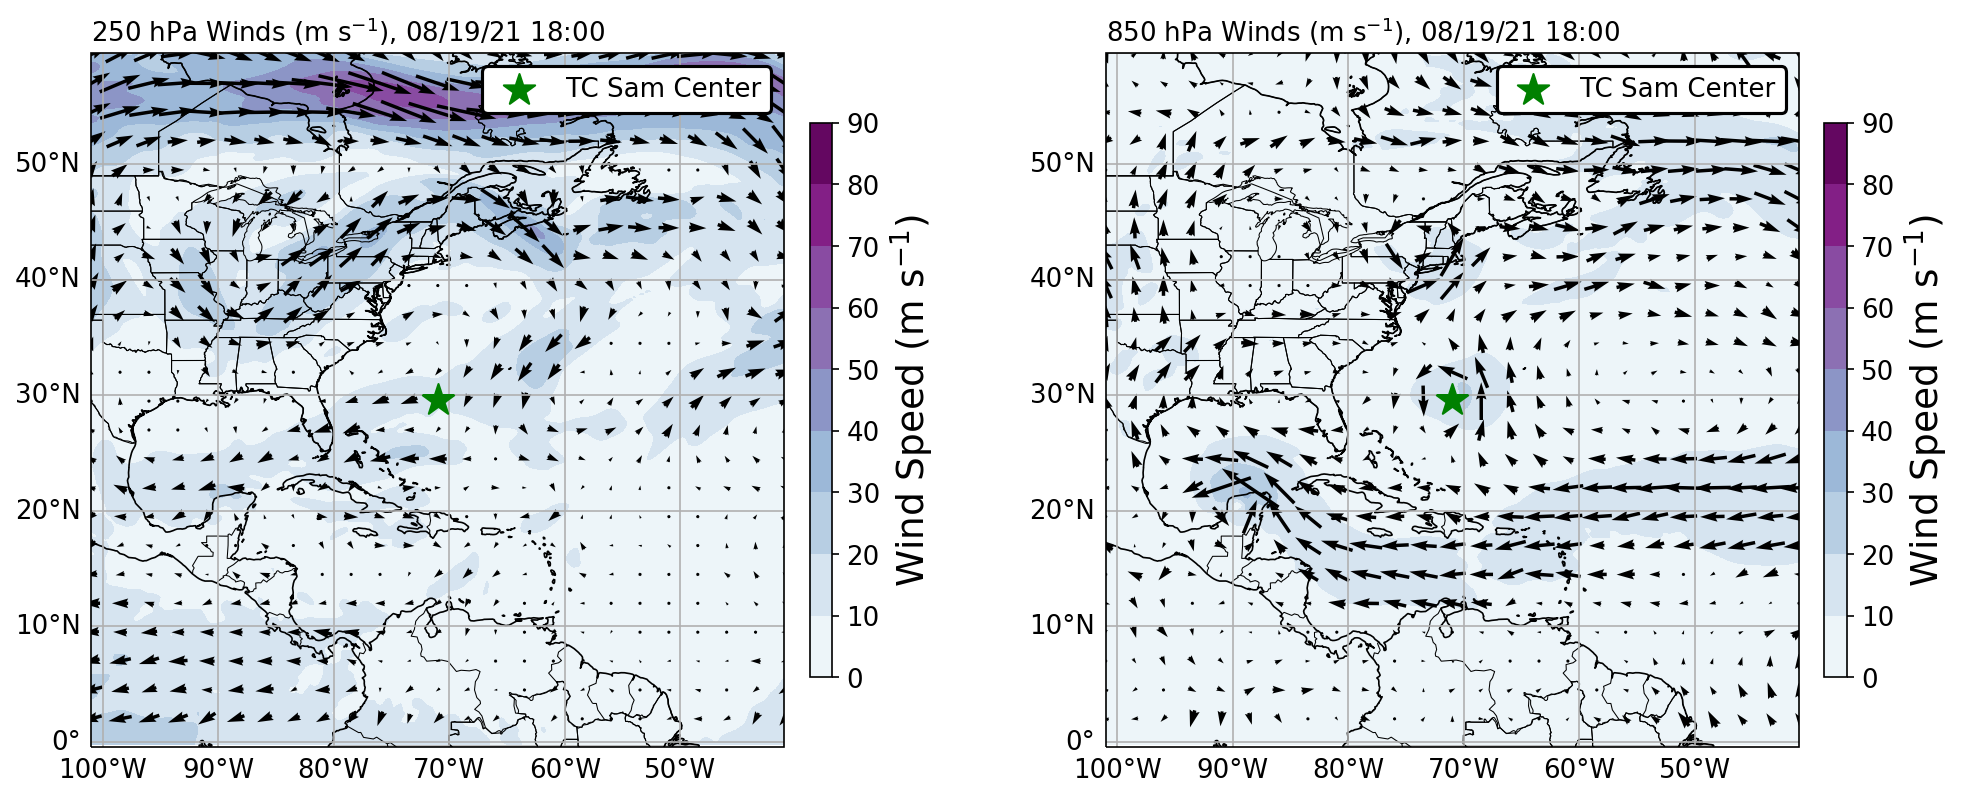 250 hPa Winds (m s⁻¹), 08/19/21 18:00
TC Sam Center
50°N
40°N
30°N
20°N
10°N
0°
100°W 90°W 80°W 70°W 60°W 50°W
90
80
70
60
50
40
30
20
10
0
Wind Speed (m s⁻¹)
850 hPa Winds (m s⁻¹), 08/19/21 18:00
TC Sam Center
50°N
40°N
30°N
20°N
10°N
0°
100°W 90°W 80°W 70°W 60°W 50°W
90
80
70
60
50
40
30
20
10
0
Wind Speed (m s⁻¹)